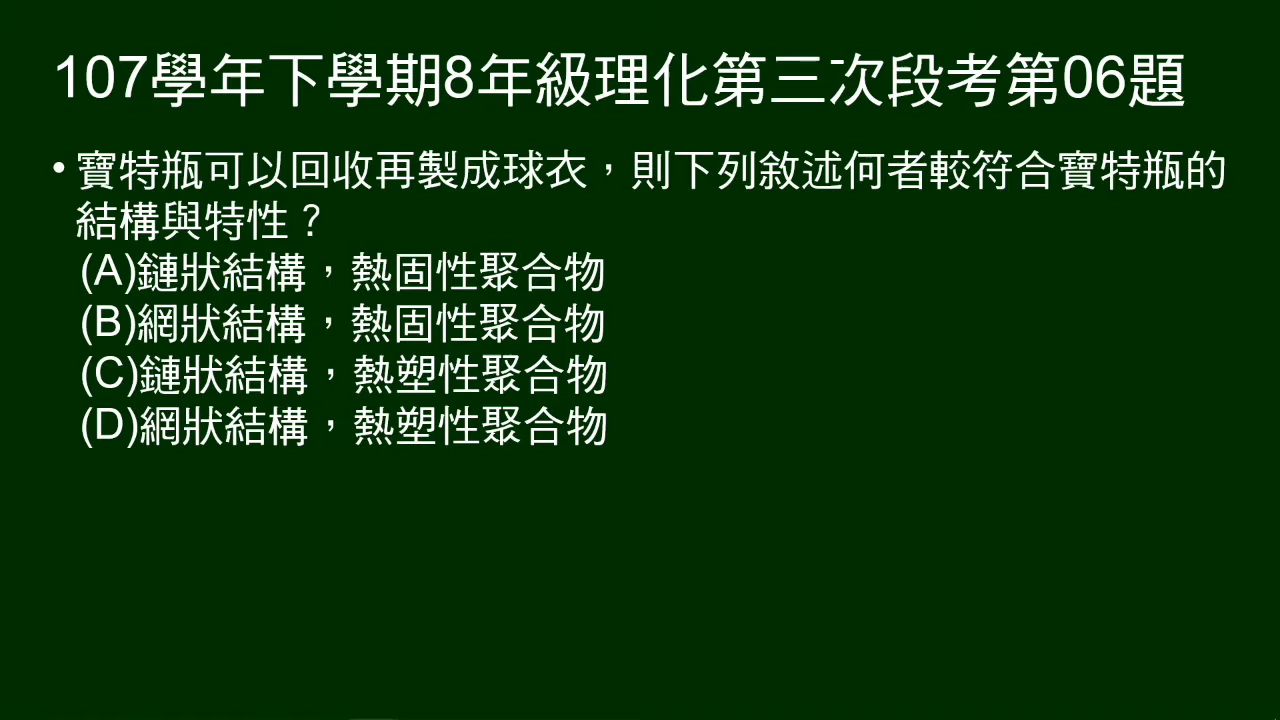 107學年下學期8年級理化第三次段考第06題
• 寶特瓶可以回收再製成球衣，則下列敘述何者較符合寶特瓶的
結構與特性？
(A)鏈狀結構，熱固性聚合物
(B)網狀結構，熱固性聚合物
(C)鏈狀結構，熱塑性聚合物
(D)網狀結構，熱塑性聚合物